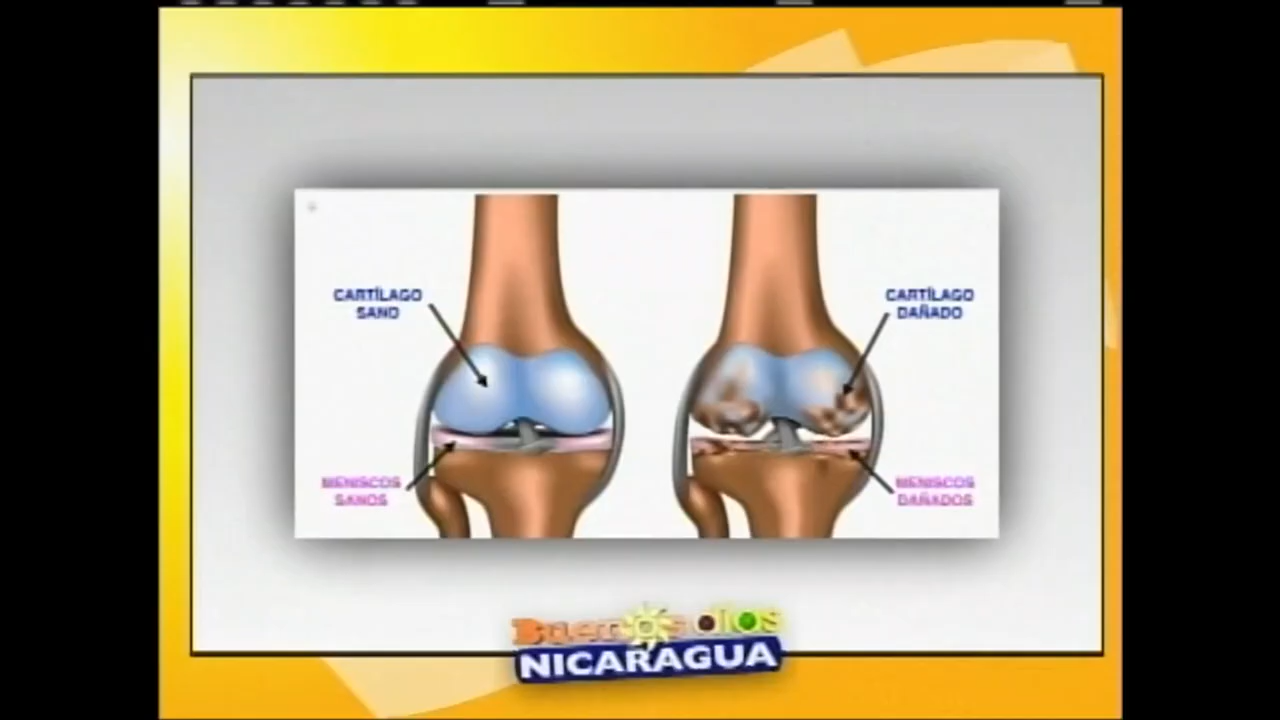 CARTÍLAGO
SANO
CARTÍLAGO
DAÑADO
MENISCOS
SANOS
MENISCOS
DAÑADOS
Buenos días
NICARAGUA